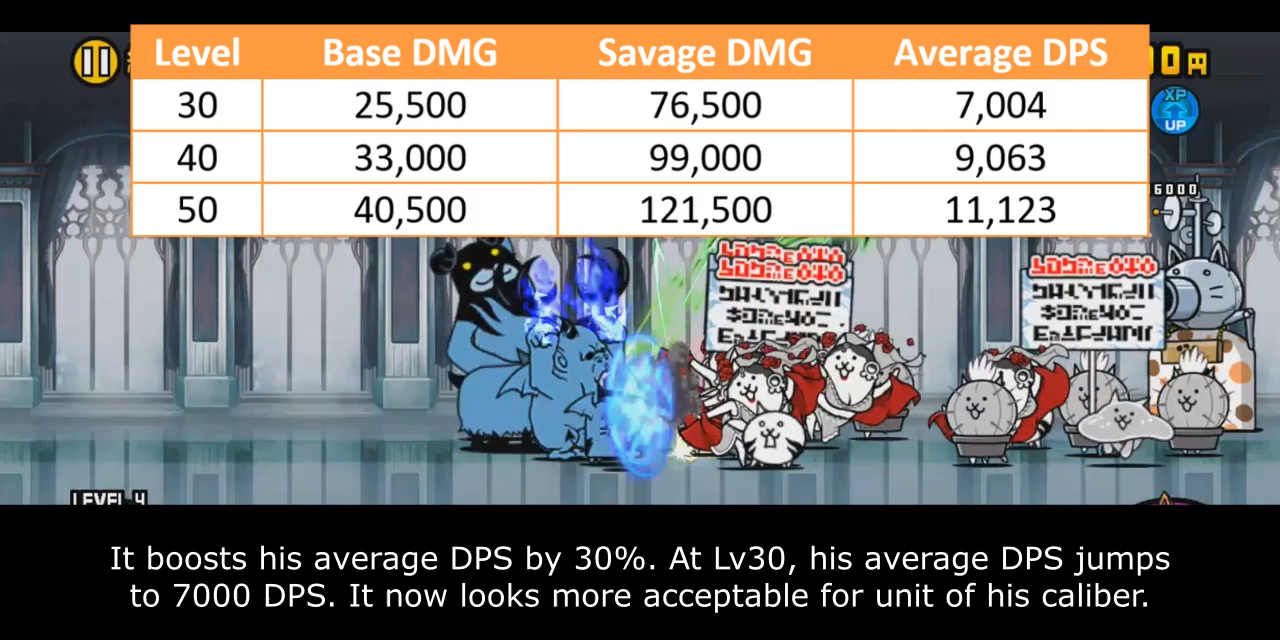 Level Base DMG Savage DMG Average DPS
30 25,500 76,500 7,004
40 33,000 99,000 9,063
50 40,500 121,500 11,123
XP
UP
LEVEL 4
It boosts his average DPS by 30%. At Lv30, his average DPS jumps
to 7000 DPS. It now looks more acceptable for unit of his caliber.